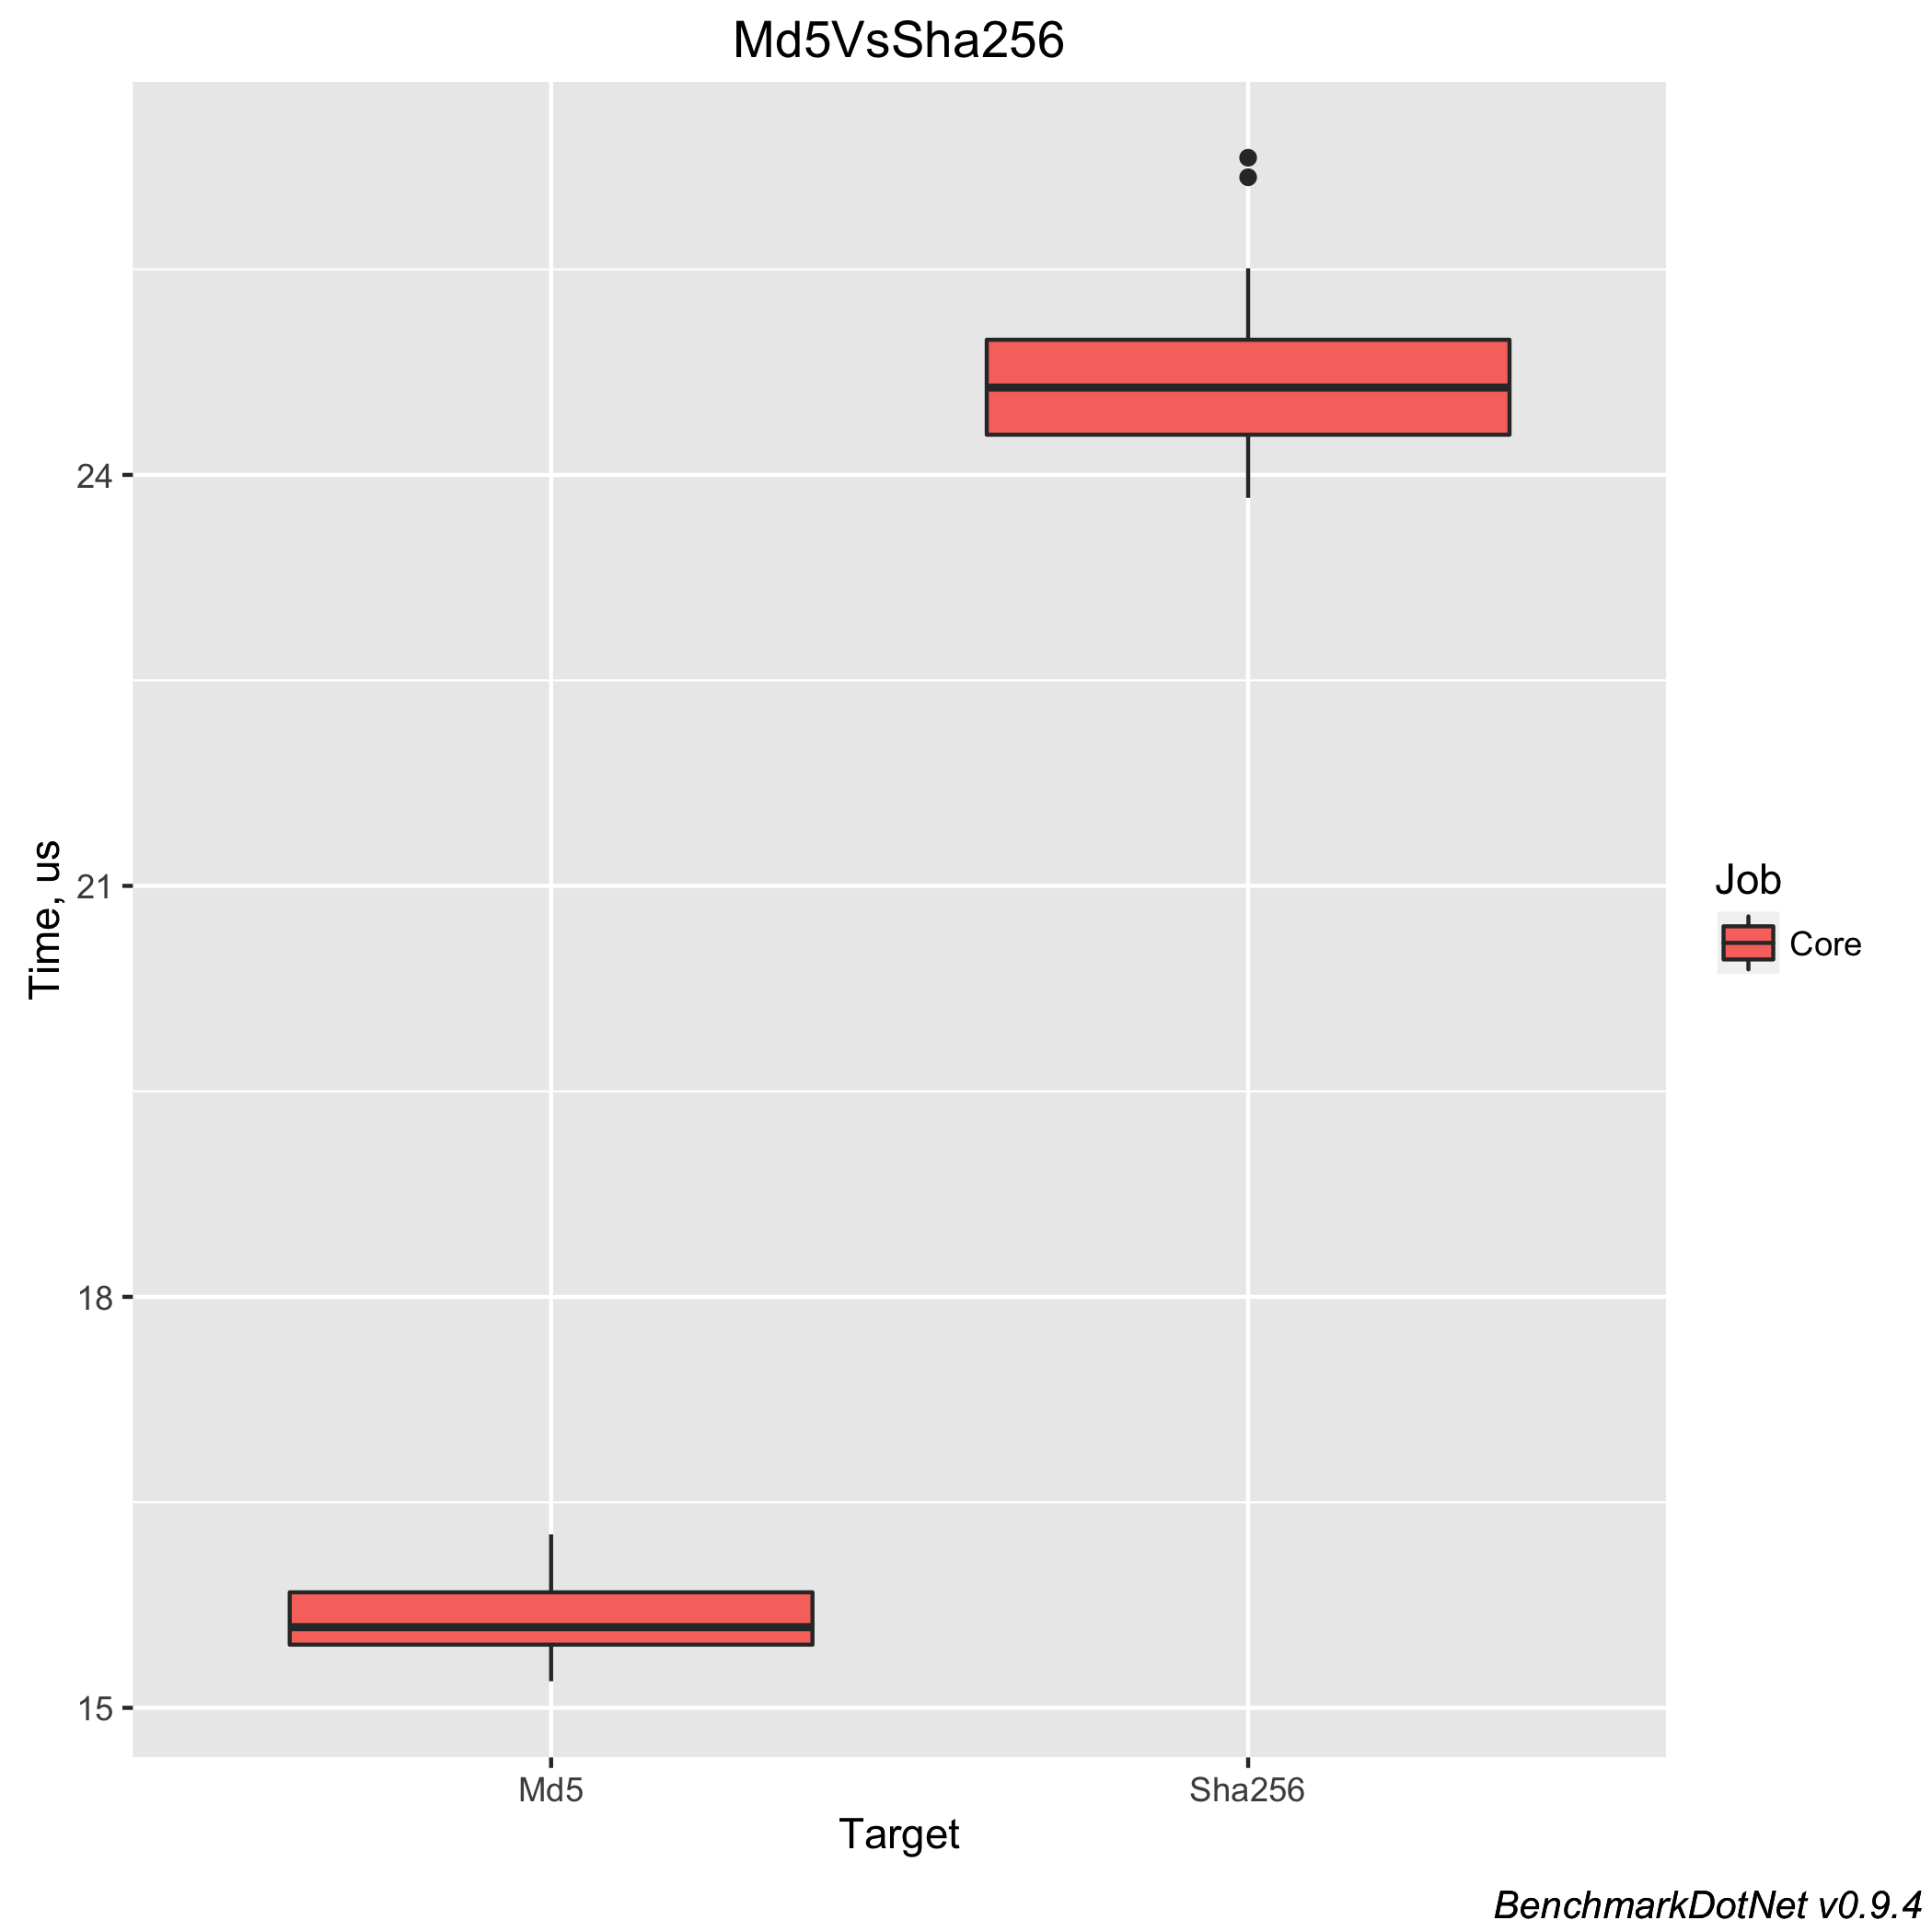 Md5VsSha256
Time, us
24
21
18
15
Md5
Sha256
Target
Job
Core
BenchmarkDotNet v0.9.4